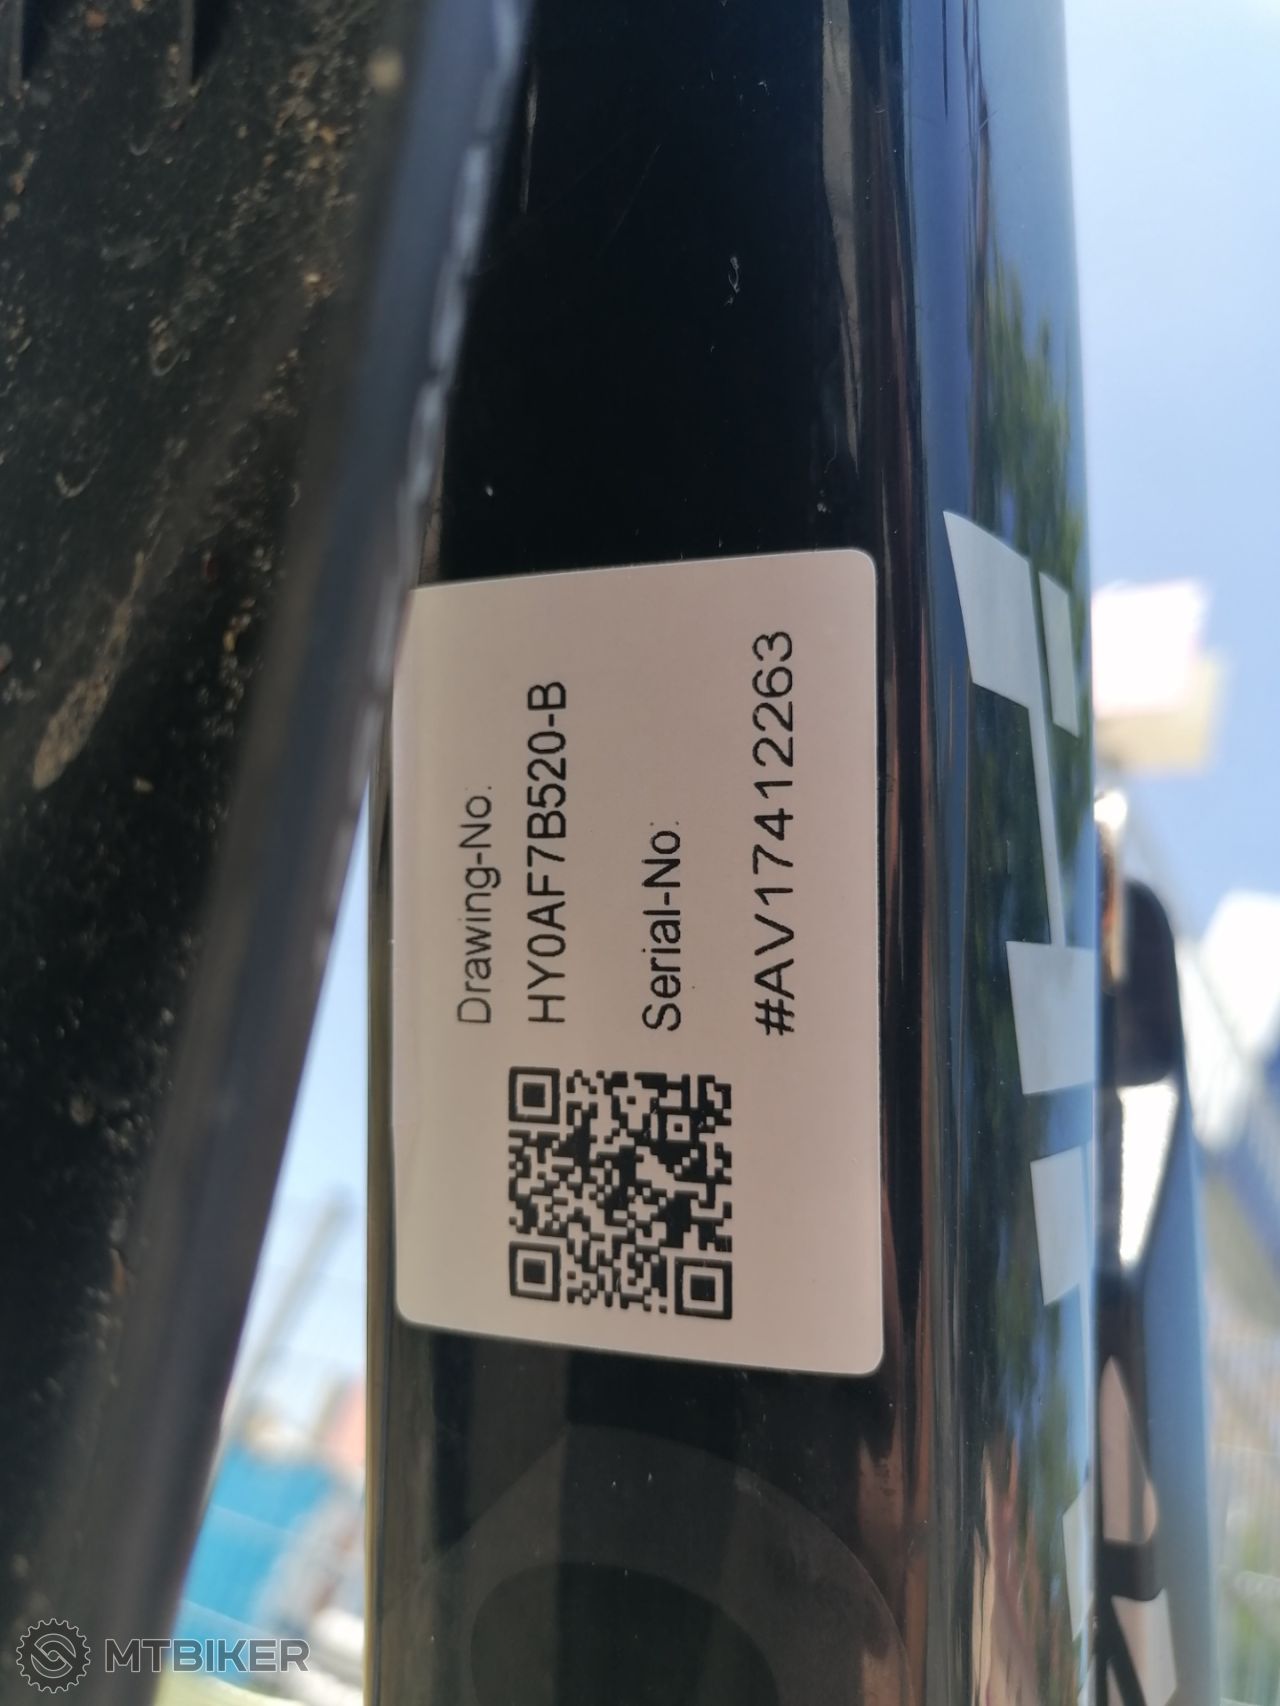 Drawing-No.
HY0AF7B520-B
Serial-No.
#AV17412263
MTBIKER